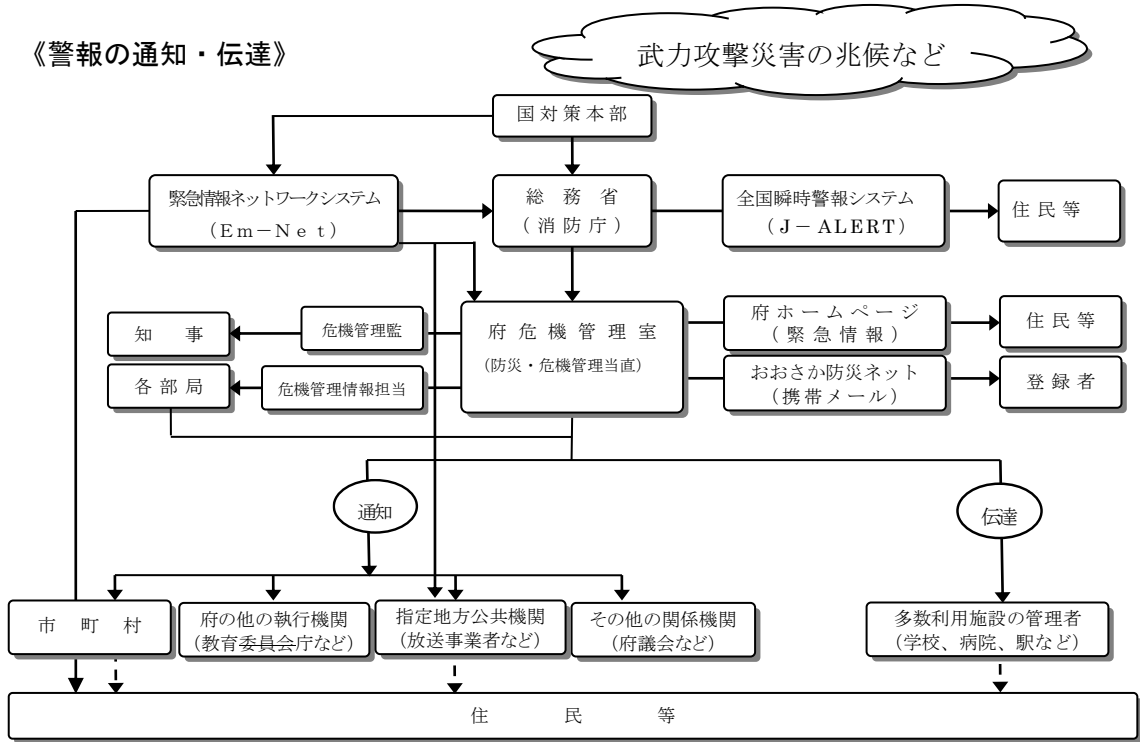 《警報の通知・伝達》
武力攻撃災害の兆候など
国対策本部
緊急情報ネットワークシステム
（Em－Net）
総務省
（消防庁）
全国瞬時警報システム
（J－ALERT）
住民等
知事
危機管理監
府危機管理室
（防災・危機管理当直）
府ホームページ
（緊急情報）
住民等
各部局
危機管理情報担当
おおさか防災ネット
（携帯メール）
登録者
通知
伝達
市町村
府の他の執行機関
（教育委員会庁など）
指定地方公共機関
（放送事業者など）
その他の関係機関
（府議会など）
多数利用施設の管理者
（学校、病院、駅など）
住民等